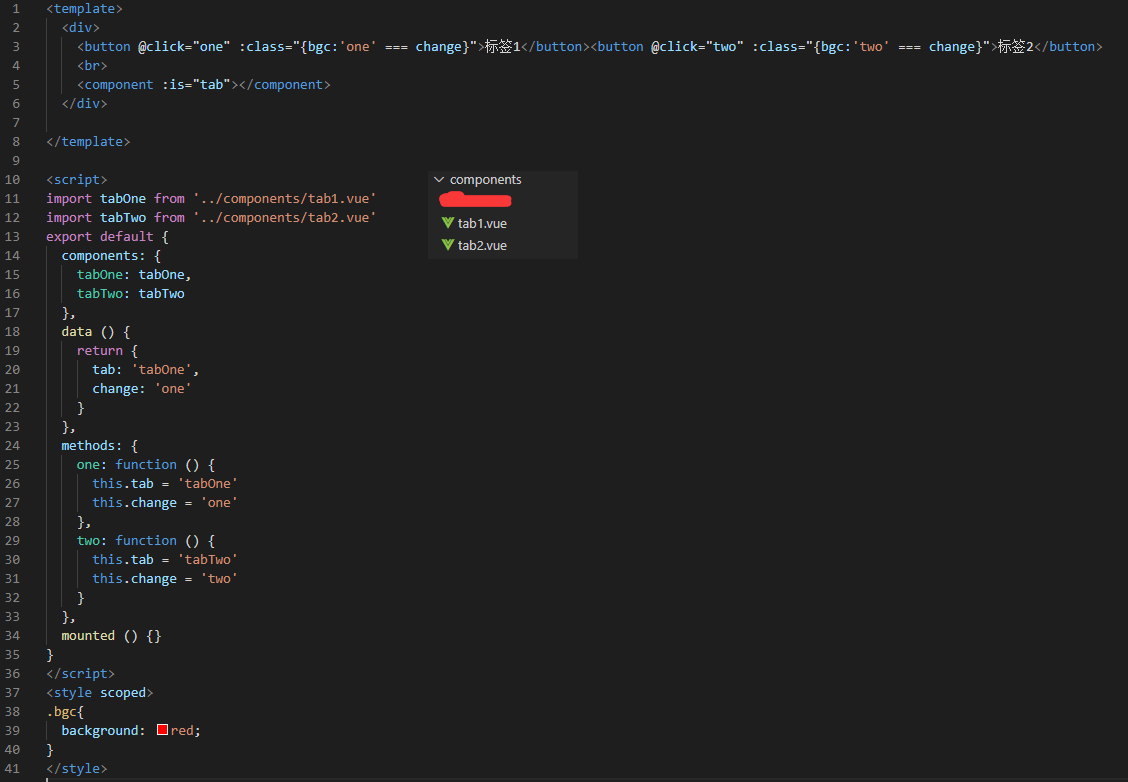 1 <template>
2 <div>
3 <button @click="one" :class="{bgc:'one' === change}">标签1</button><button @click="two" :class="{bgc:'two' === change}">标签2</button>
4 <br>
5 <component :is="tab"></component>
6 </div>
7
8 </template>
9
10 <script>
components
11 import tabOne from '../components/tab1.vue'
12 import tabTwo from '../components/tab2.vue'
tab1.vue
13 export default {
tab2.vue
14 components: {
15 tabOne: tabOne,
16 tabTwo: tabTwo
17 },
18 data () {
19 return {
20 tab: 'tabOne',
21 change: 'one'
22 }
23 },
24 methods: {
25 one: function () {
26 this.tab = 'tabOne'
27 this.change = 'one'
28 },
29 two: function () {
30 this.tab = 'tabTwo'
31 this.change = 'two'
32 }
33 },
34 mounted () {}
35 }
36 </script>
37 <style scoped>
38 .bgc{
39 background: red;
40 }
41 </style>